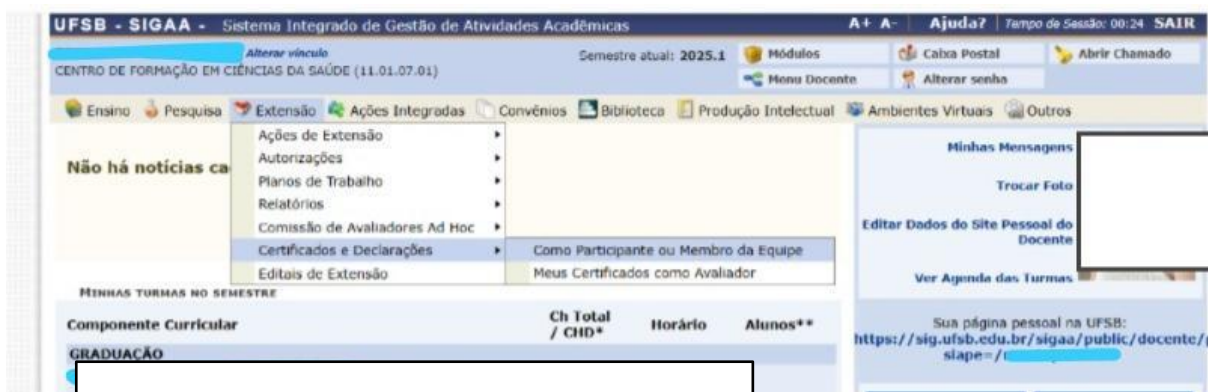 UFSB - SIGAA - Sistema Integrado de Gestão de Atividades Acadêmicas A+ A- Ajuda? Tempo de Sessão: 00:24 SAIR
Alterar vínculo Semestre atual: 2025.1 Módulos Caixa Postal Abrir Chamado
CENTRO DE FORMAÇÃO EM CIÊNCIAS DA SAÚDE (11.01.07.01) Menu Docente Alterar senha
Ensino Pesquisa Extensão Ações Integradas Convênios Biblioteca Produção Intelectual Ambientes Virtuais Outros
Ações de Extensão
Autorizações
Planos de Trabalho
Relatórios
Comissão de Avaliadores Ad Hoc
Certificados e Declarações
Editais de Extensão
Como Participante ou Membro da Equipe
Meus Certificados como Avaliador
Não há notícias ca
Minhas Mensagens
Trocar Foto
Editar Dados do Site Pessoal do
Docente
Ver Agenda das Turmas
MINHAS TURMAS NO SEMESTRE
Componente Curricular Ch Total / CHD* Horário Alunos**
GRADUAÇÃO
Sua página pessoal na UFSB:
https://sig.ufsb.edu.br/sigaa/public/docente/
siape=/